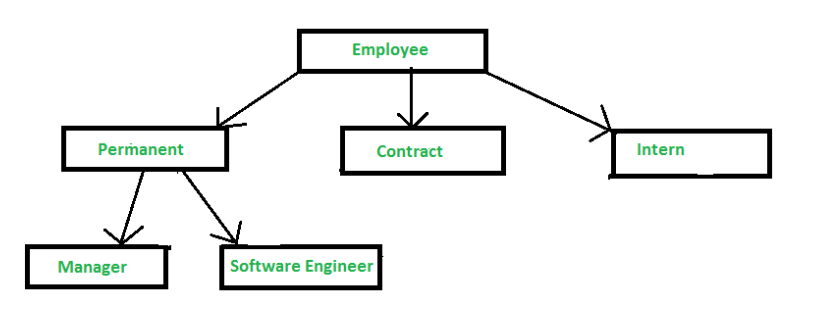 Employee
Permanent
Contract
Intern
Manager
Software Engineer